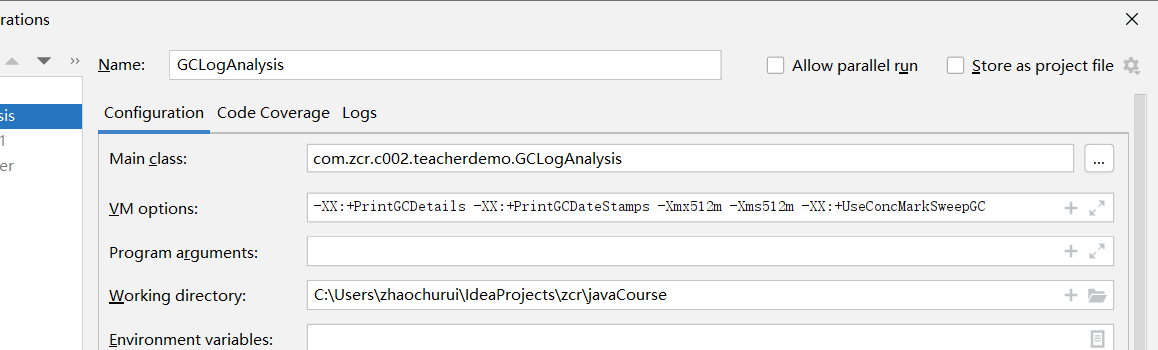 rations
Name: GCLogAnalysis Allow parallel run Store as project file
sis
1
er
Configuration Code Coverage Logs
Main class: com.zcr.c002.teacherdemo.GCLogAnalysis ...
VM options: -XX:+PrintGCDetails -XX:+PrintGCDateStamps -Xmx512m -Xms512m -XX:+UseConcMarkSweepGC
Program arguments:
Working directory: C:\Users\zhaochurui\IdeaProjects\zcr\javaCourse
Environment variables: